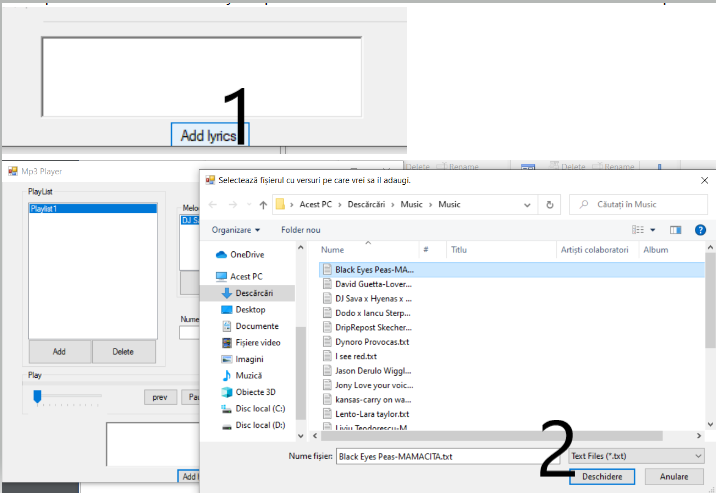 Add lyrics
1
Mp3 Player
Delete
Rename
Delete
Rename
PlayList
Playlist1
Add
Delete
Play
prev
Selectează fișierul cu versuri pe care vrei sa il adaugi.
Acest PC > Descărcări > Music > Music
Căutați în Music
Organizare
Folder nou
OneDrive
Acest PC
Descărcări
Desktop
Documente
Fișiere video
Imagini
Muzică
Obiecte 3D
Disc local (C:)
Disc local (D:)
Nume # Titlu Artiști colaboratori Album
Black Eyes Peas-MA...
David Guetta-Lover...
DJ Sava x Hyenas x ...
Dodo x Iancu Sterp...
DripRepost Skecher...
Dynoro Provocas.txt
I see red.txt
Jason Derulo Wiggl...
Jony Love your voic...
kansas-carry on wa...
Lento-Lara taylor.txt
Liviu Teodorescu-M...
Nume fișier: Black Eyes Peas-MAMACITA.txt
Text Files (*.txt)
2
Deschidere
Anulare